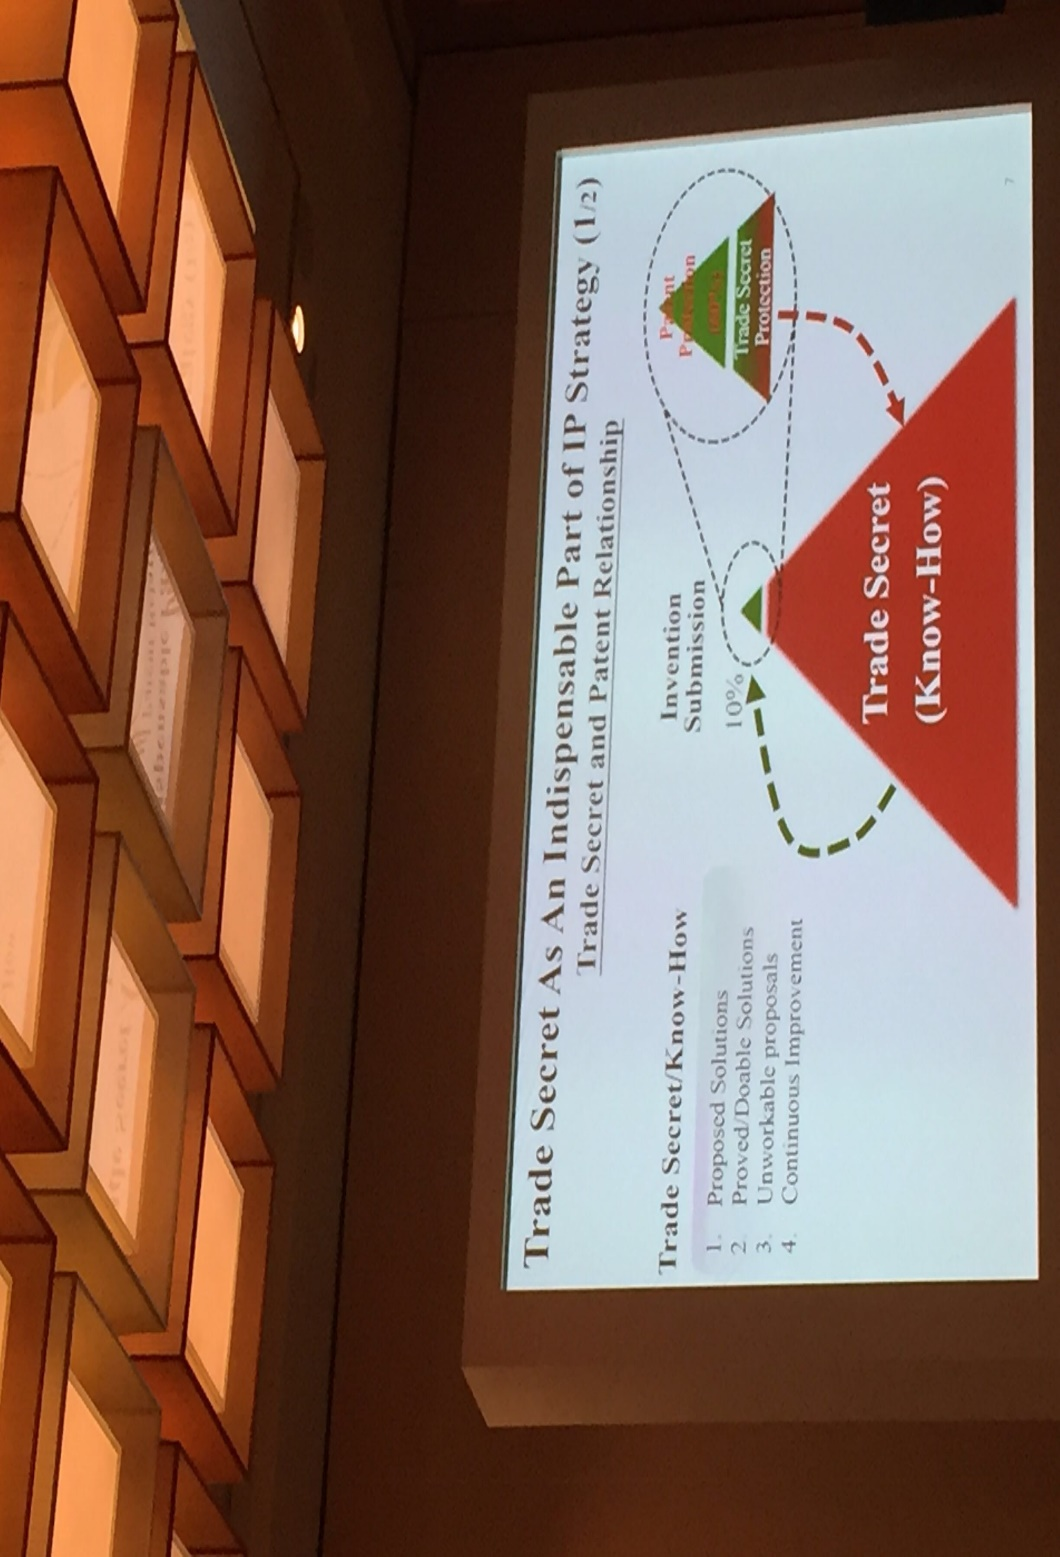 Trade Secret As An Indispensable Part of IP Strategy (1/2)
Trade Secret and Patent Relationship
Trade Secret/Know-How
1. Proposed Solutions
2. Proved/Doable Solutions
3. Unworkable proposals
4. Continuous Improvement
Invention
Submission
10%
Patent
Protection
Trade Secret
Protection
Trade Secret
(Know-How)
7